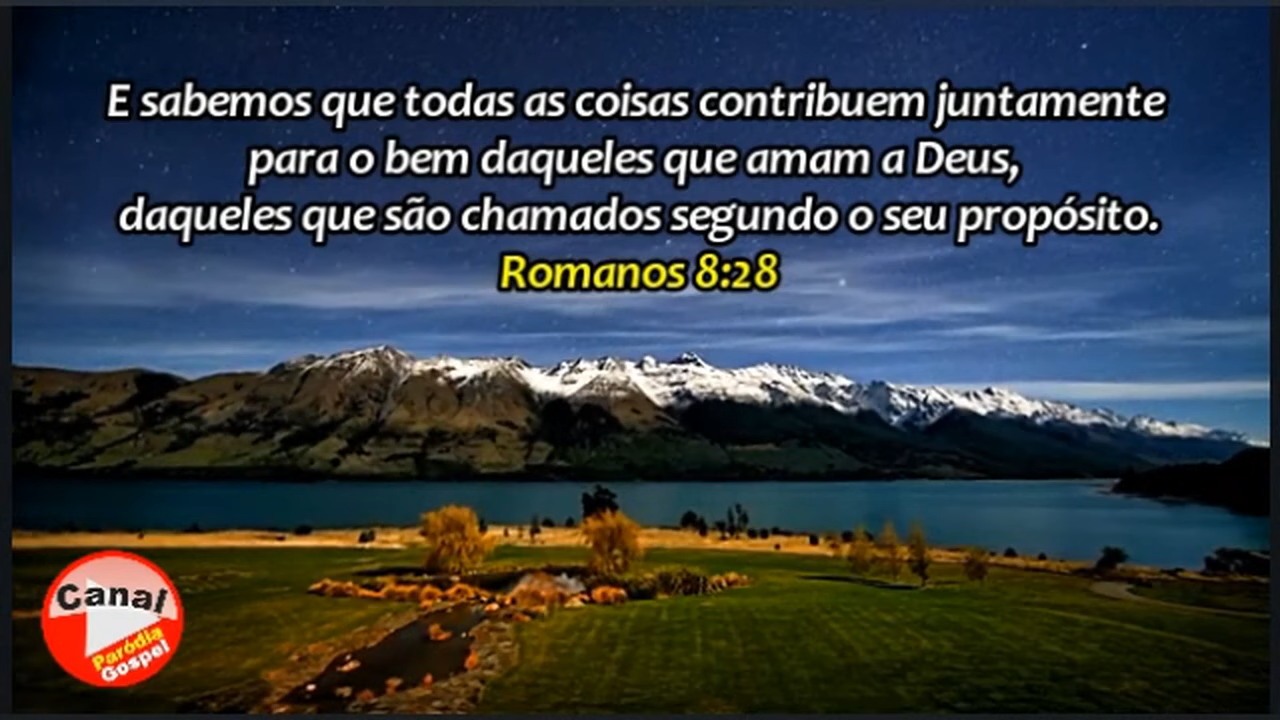 E sabemos que todas as coisas contribuem juntamente
para o bem daqueles que amam a Deus,
daqueles que são chamados segundo o seu propósito.
Romanos 8:28
Canal
Paródia
Gospel